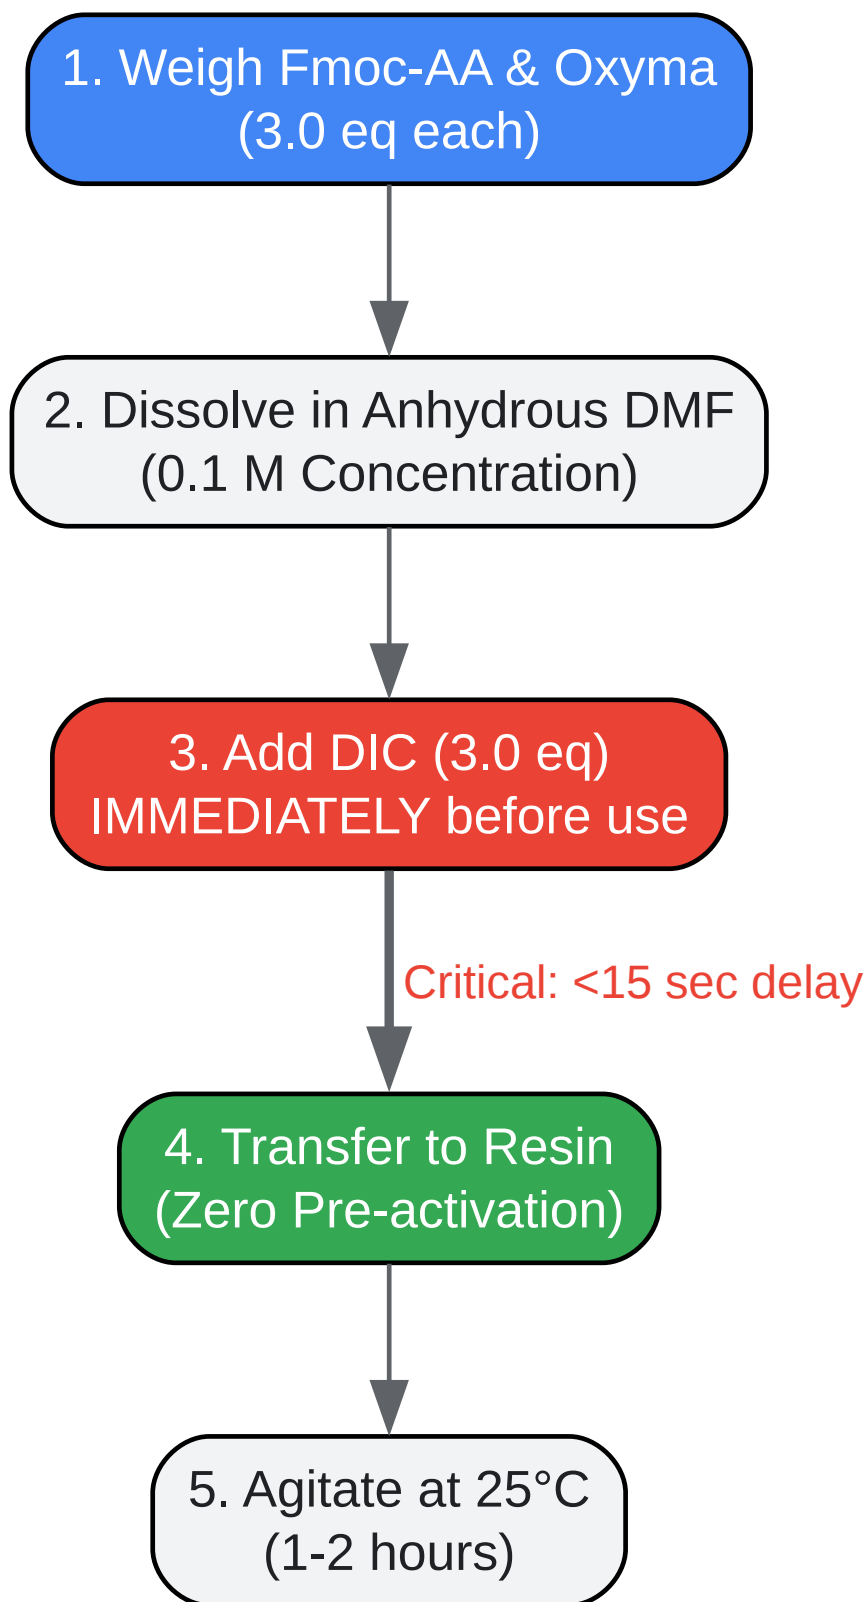 1. Weigh Fmoc-AA & Oxyma
(3.0 eq each)
2. Dissolve in Anhydrous DMF
(0.1 M Concentration)
3. Add DIC (3.0 eq)
IMMEDIATELY before use
Critical: <15 sec delay
4. Transfer to Resin
(Zero Pre-activation)
5. Agitate at 25°C
(1-2 hours)